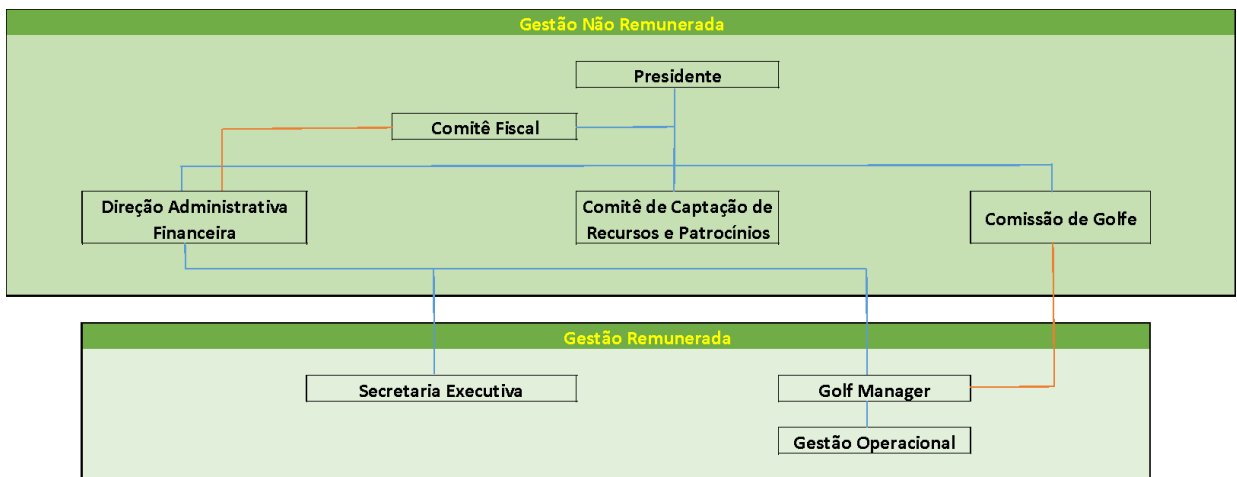 Gestão Não Remunerada
Presidente
Comitê Fiscal
Direção Administrativa
Financeira
Comitê de Captação de
Recursos e Patrocínios
Comissão de Golfe
Gestão Remunerada
Secretaria Executiva
Golf Manager
Gestão Operacional